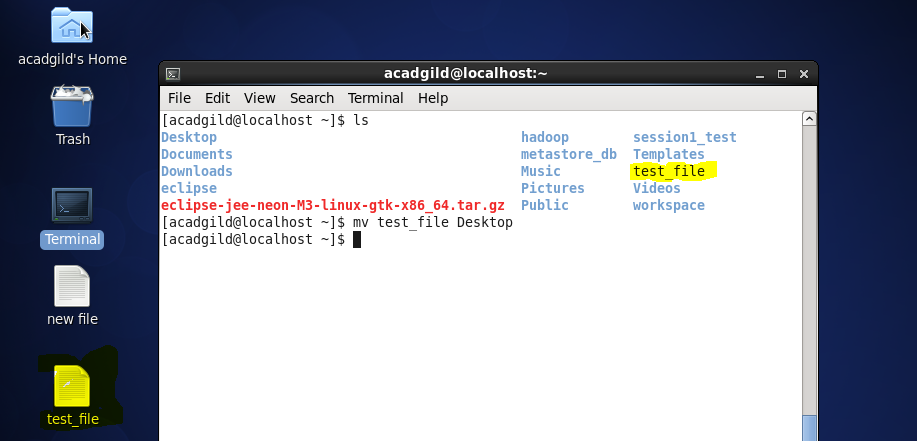 acadgild's Home
Trash
Terminal
new file
test_file
acadgild@localhost:~
File Edit View Search Terminal Help
[acadgild@localhost ~]$ ls
Desktop hadoop session1_test
Documents metastore_db Templates
Downloads Music test_file
eclipse Pictures Videos
eclipse-jee-neon-M3-linux-gtk-x86_64.tar.gz Public workspace
[acadgild@localhost ~]$ mv test_file Desktop
[acadgild@localhost ~]$